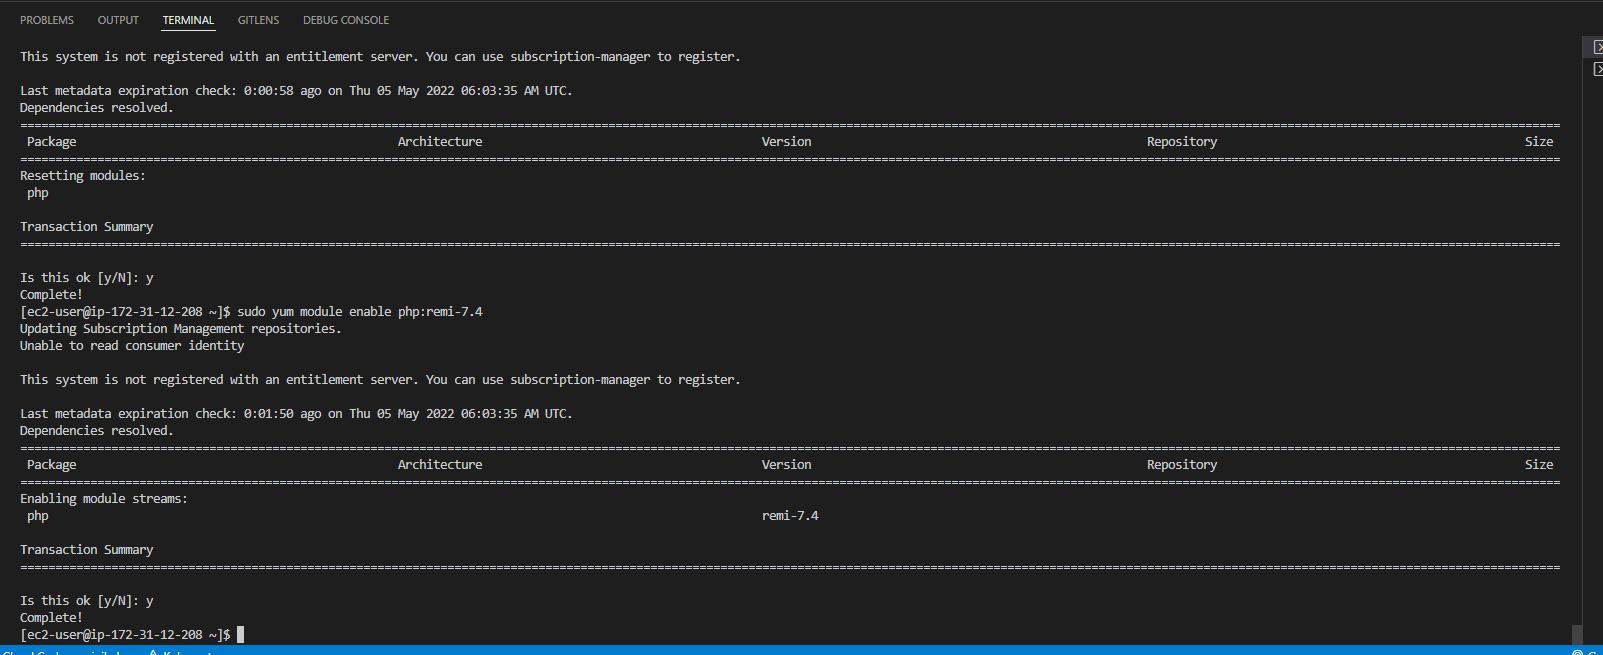 PROBLEMS OUTPUT TERMINAL GITLENS DEBUG CONSOLE
This system is not registered with an entitlement server. You can use subscription-manager to register.
Last metadata expiration check: 0:00:58 ago on Thu 05 May 2022 06:03:35 AM UTC.
Dependencies resolved.
Package Architecture Version Repository Size
Resetting modules:
php
Transaction Summary
Is this ok [y/N]: y
Complete!
[ec2-user@ip-172-31-12-208 ~]$ sudo yum module enable php:remi-7.4
Updating Subscription Management repositories.
Unable to read consumer identity
This system is not registered with an entitlement server. You can use subscription-manager to register.
Last metadata expiration check: 0:01:50 ago on Thu 05 May 2022 06:03:35 AM UTC.
Dependencies resolved.
Package Architecture Version Repository Size
Enabling module streams:
php remi-7.4
Transaction Summary
Is this ok [y/N]: y
Complete!
[ec2-user@ip-172-31-12-208 ~]$